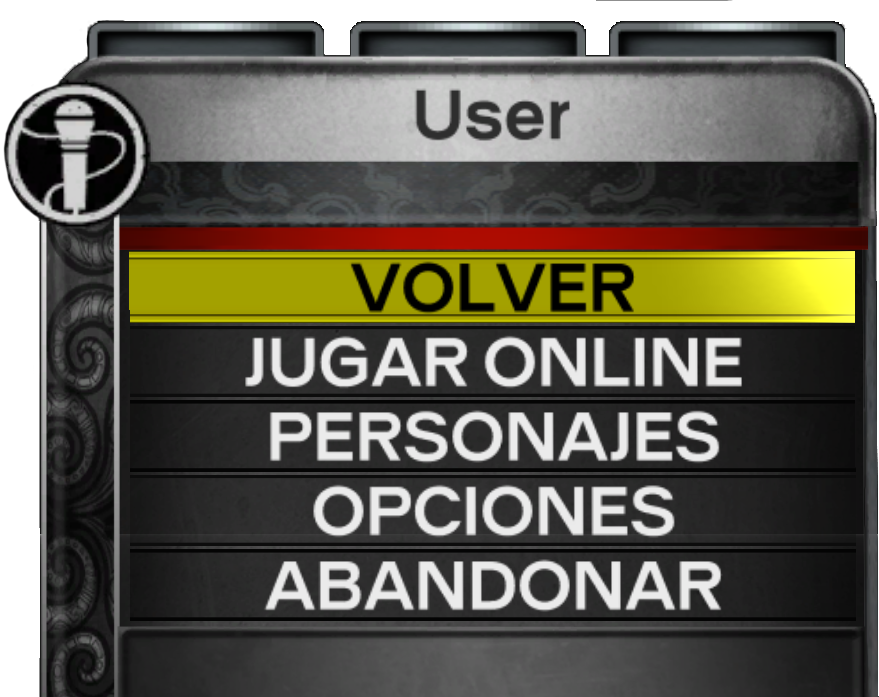 User
VOLVER
JUGAR ONLINE
PERSONAJES
OPCIONES
ABANDONAR